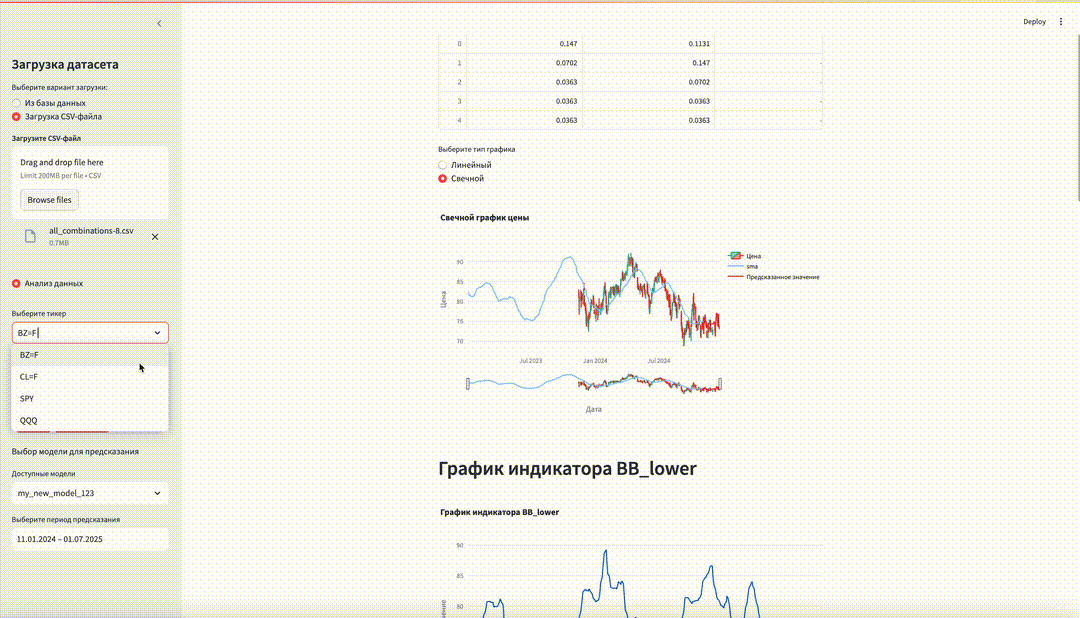 Deploy
Загрузка датасета
Выберите вариант загрузки:
Из базы данных
Загрузка CSV-файла
Загрузите CSV-файл
Drag and drop file here
Limit 200MB per file • CSV
Browse files
all_combinations-8.csv
0.7MB
Анализ данных
Выберите тикер
BZ=F
BZ=F
CL=F
SPY
QQQ
Выбор модели для предсказания
Доступные модели
my_new_model_123
Выберите период предсказания
11.01.2024 – 01.07.2025
0 0.147 0.1131
1 0.0702 0.147
2 0.0363 0.0702
3 0.0363 0.0363
4 0.0363 0.0363
Выберите тип графика
Линейный
Свечной
Свечной график цены
Цена
sma
Предсказанное значение
90
85
80
75
70
Цена
Jul 2023 Jan 2024 Jul 2024
Дата
График индикатора BB_lower
График индикатора BB_lower
90
85
80